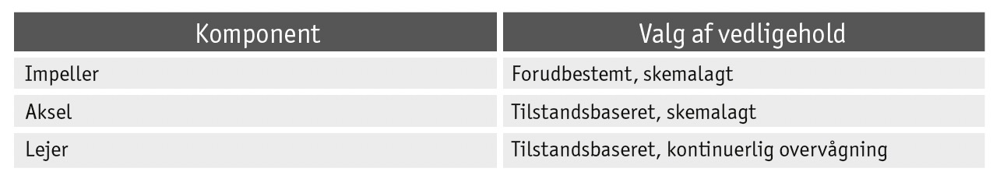 Komponent Valg af vedligehold
Impeller Forudbestemt, skemalagt
Aksel Tilstandsbaseret, skemalagt
Lejer Tilstandsbaseret, kontinuerlig overvågning